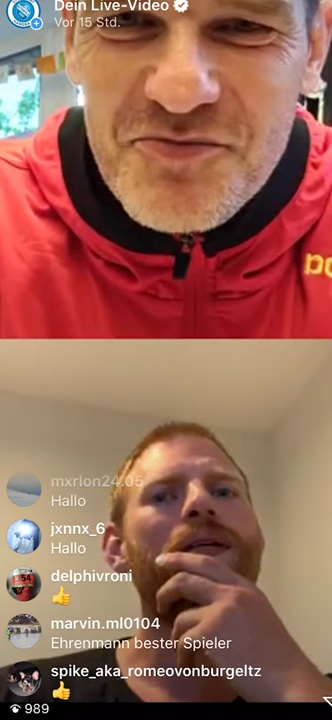 Dein Live-Video
Vor 15 Std.
po
mxrlon24.05
Hallo
jxnnx_6
Hallo
delphivroni
👍
marvin.ml0104
Ehrenmann bester Spieler
spike_aka_romeovonburgeltz
👍
989